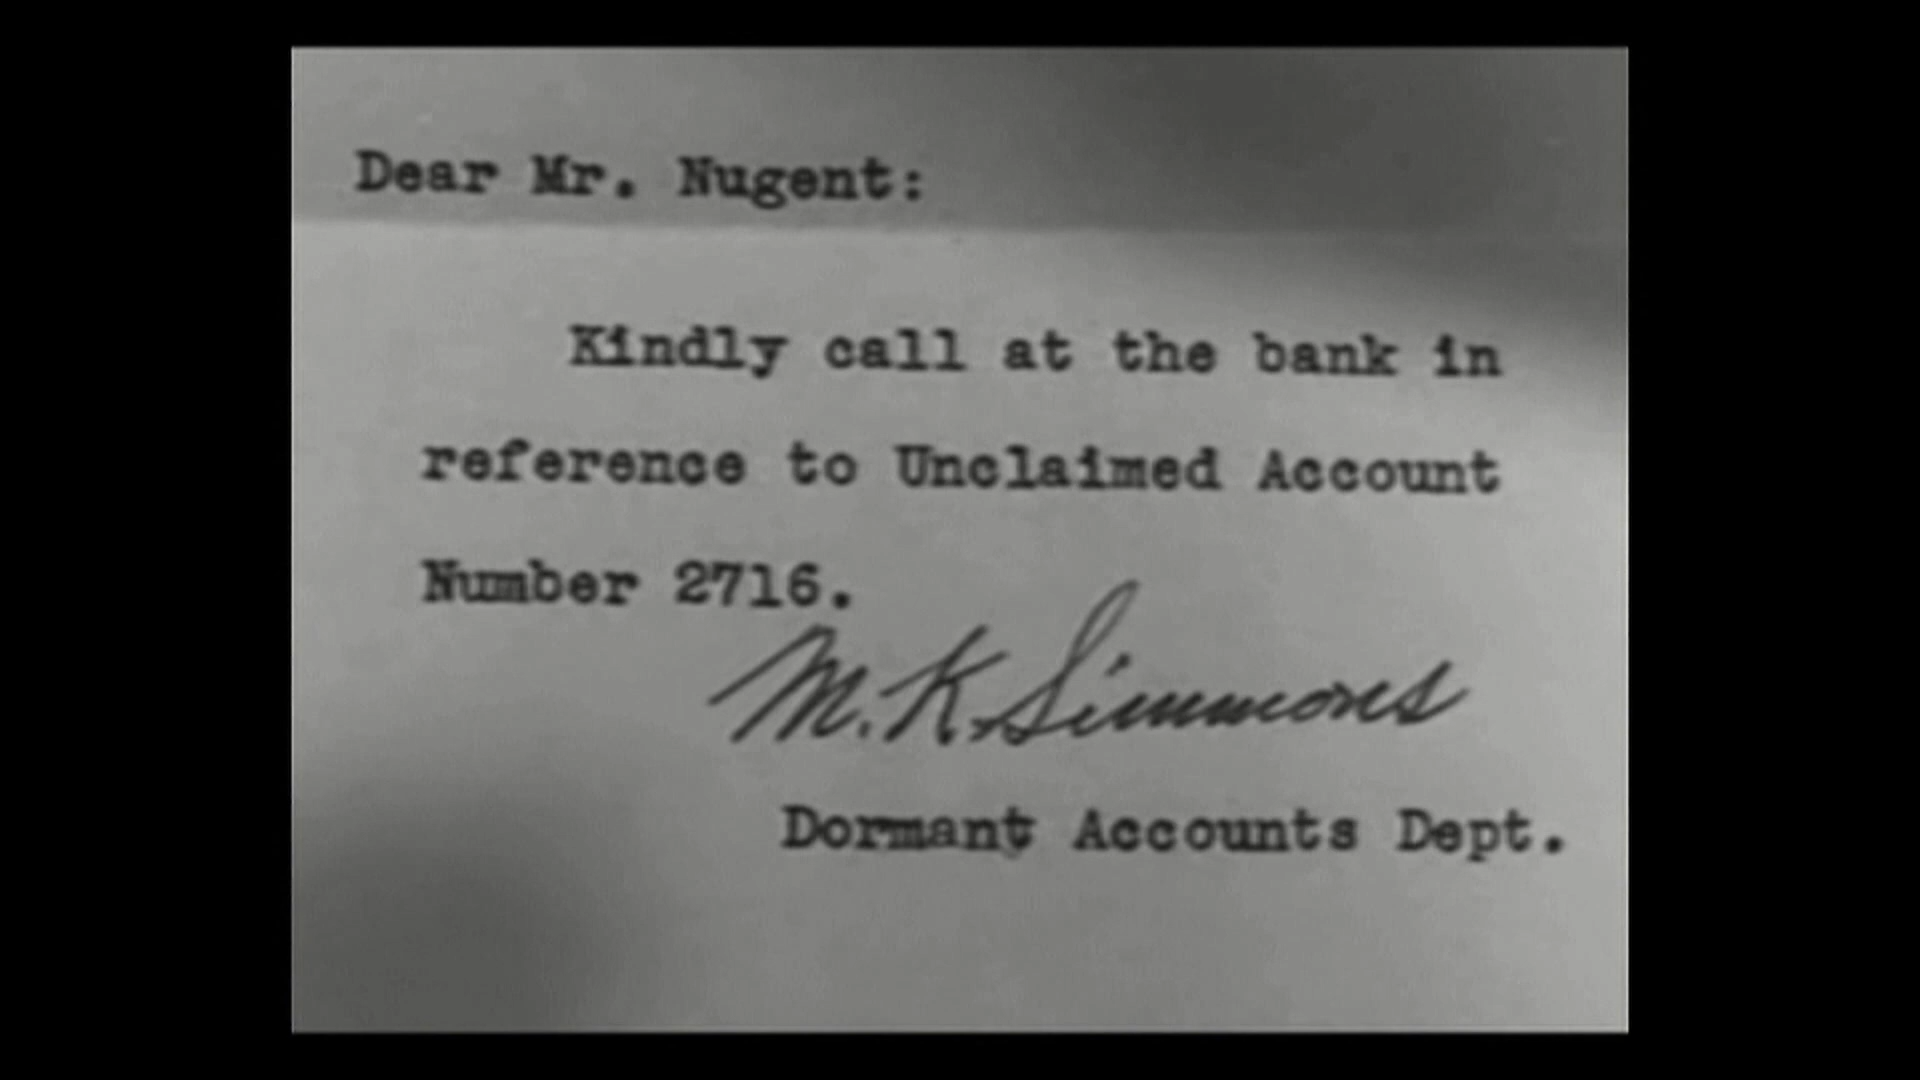 Dear Mr. Nugent:
Kindly call at the bank in
reference to Unclaimed Account
Number 2716.
M. K. Simmons
Dormant Accounts Dept.